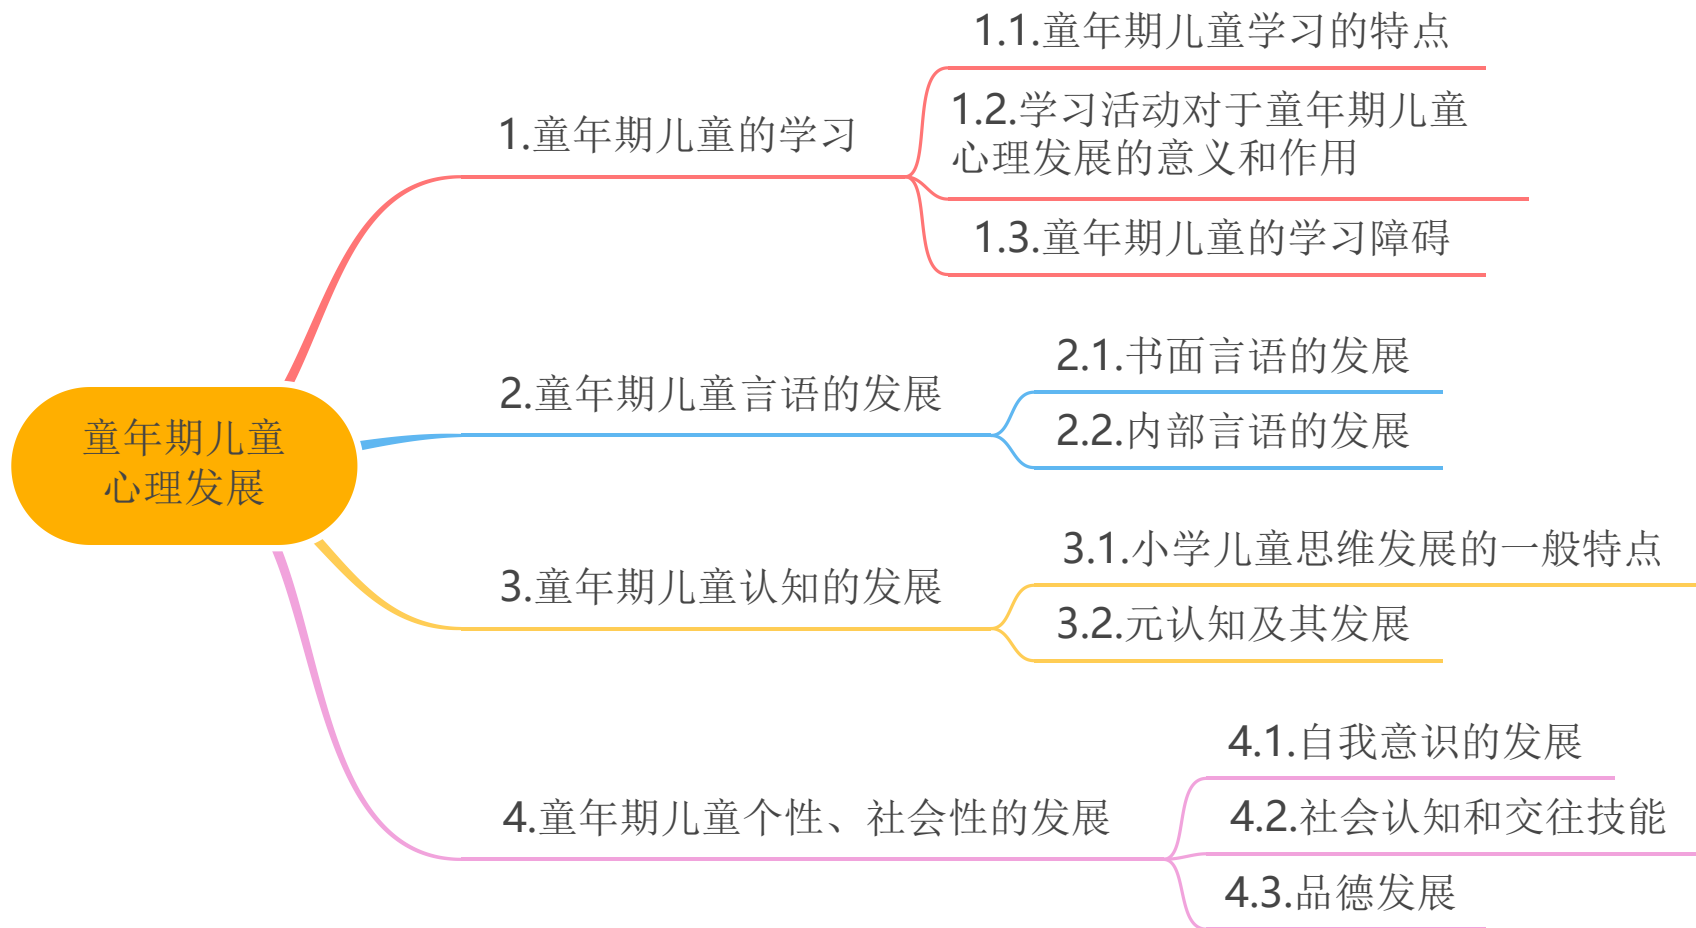 童年期儿童
心理发展
1.童年期儿童的学习
1.1.童年期儿童学习的特点
1.2.学习活动对于童年期儿童
心理发展的意义和作用
1.3.童年期儿童的学习障碍
2.童年期儿童言语的发展
2.1.书面言语的发展
2.2.内部言语的发展
3.童年期儿童认知的发展
3.1.小学儿童思维发展的一般特点
3.2.元认知及其发展
4.童年期儿童个性、社会性的发展
4.1.自我意识的发展
4.2.社会认知和交往技能
4.3.品德发展